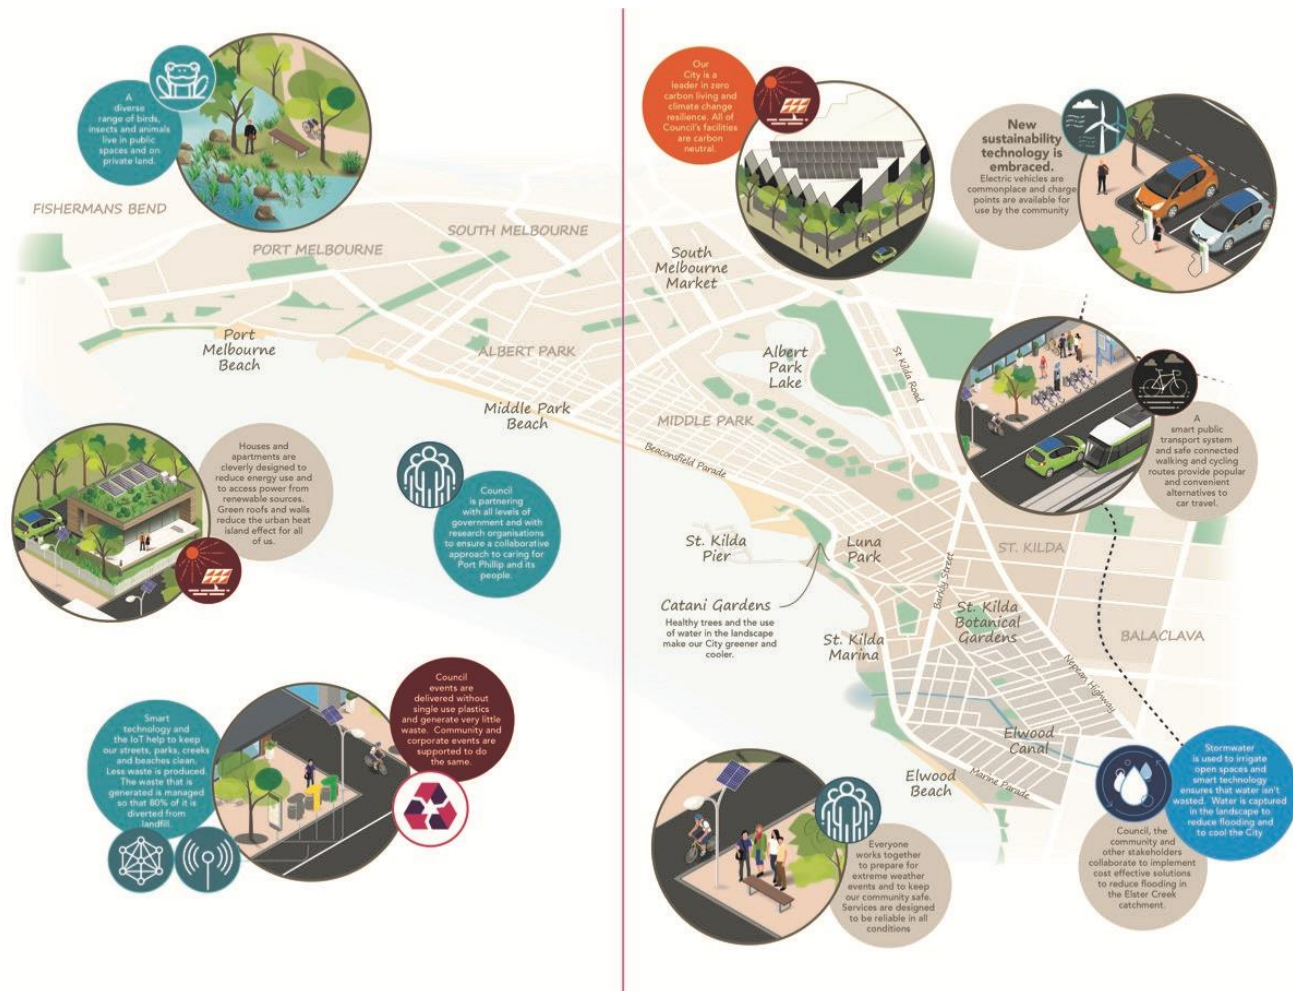 A
diverse
range of birds,
insects and animals
live in public
spaces and on
private land.
FISHERMANS BEND
PORT MELBOURNE
SOUTH MELBOURNE
Port
Melbourne
Beach
ALBERT PARK
Middle Park
Beach
Houses and
apartments are
cleverly designed to
reduce energy use and
to access power from
renewable sources.
Green roofs and walls
reduce the urban heat
island effect for all
of us.
Council
is partnering
with all levels of
government and with
research organisations
to ensure a collaborative
approach to caring for
Port Phillip and its
people.
Smart
technology and
the IoT help to keep
our streets, parks, creeks
and beaches clean.
Less waste is produced.
The waste that is
generated is managed
so that 80% of it is
diverted from
landfill.
Council
events are
delivered without
single use plastics
and generate very little
waste. Community and
corporate events are
supported to do
the same.
Our
City is a
leader in zero
carbon living and
climate change
resilience. All of
Council's facilities
are carbon
neutral.
New
sustainability
technology is
embraced.
Electric vehicles are
commonplace and charge
points are available for
use by the community
South
Melbourne
Market
Albert
Park
Lake
St Kilda Road
MIDDLE PARK
Beaconsfield Parade
A
smart public
transport system
and safe connected
walking and cycling
routes provide popular
and convenient
alternatives to
car travel.
St. Kilda
Pier
Luna
Park
ST. KILDA
Barkly Street
Catani Gardens
Healthy trees and the use
of water in the landscape
make our City greener and
cooler.
St. Kilda
Botanical
Gardens
St. Kilda
Marina
BALACLAVA
Nepean Highway
Elwood
Canal
Elwood
Beach
Marine Parade
Everyone
works together
to prepare for
extreme weather
events and to keep
our community safe.
Services are designed
to be reliable in all
conditions
Stormwater
is used to irrigate
open spaces and
smart technology
ensures that water isn't
wasted. Water is captured
in the landscape to
reduce flooding and
to cool the City
Council, the
community and
other stakeholders
collaborate to implement
cost effective solutions
to reduce flooding in
the Elster Creek
catchment.